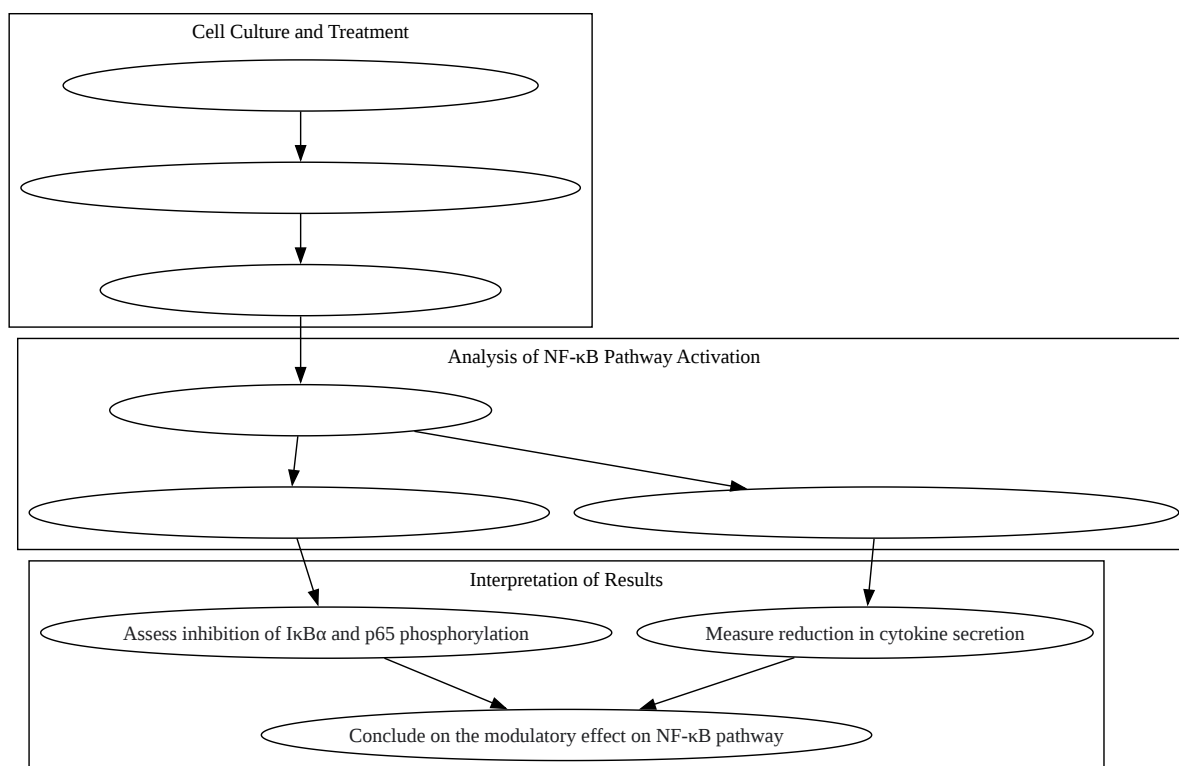 Cell Culture and Treatment
Analysis of NF-κB Pathway Activation
Interpretation of Results
Assess inhibition of IκBα and p65 phosphorylation
Measure reduction in cytokine secretion
Conclude on the modulatory effect on NF-κB pathway